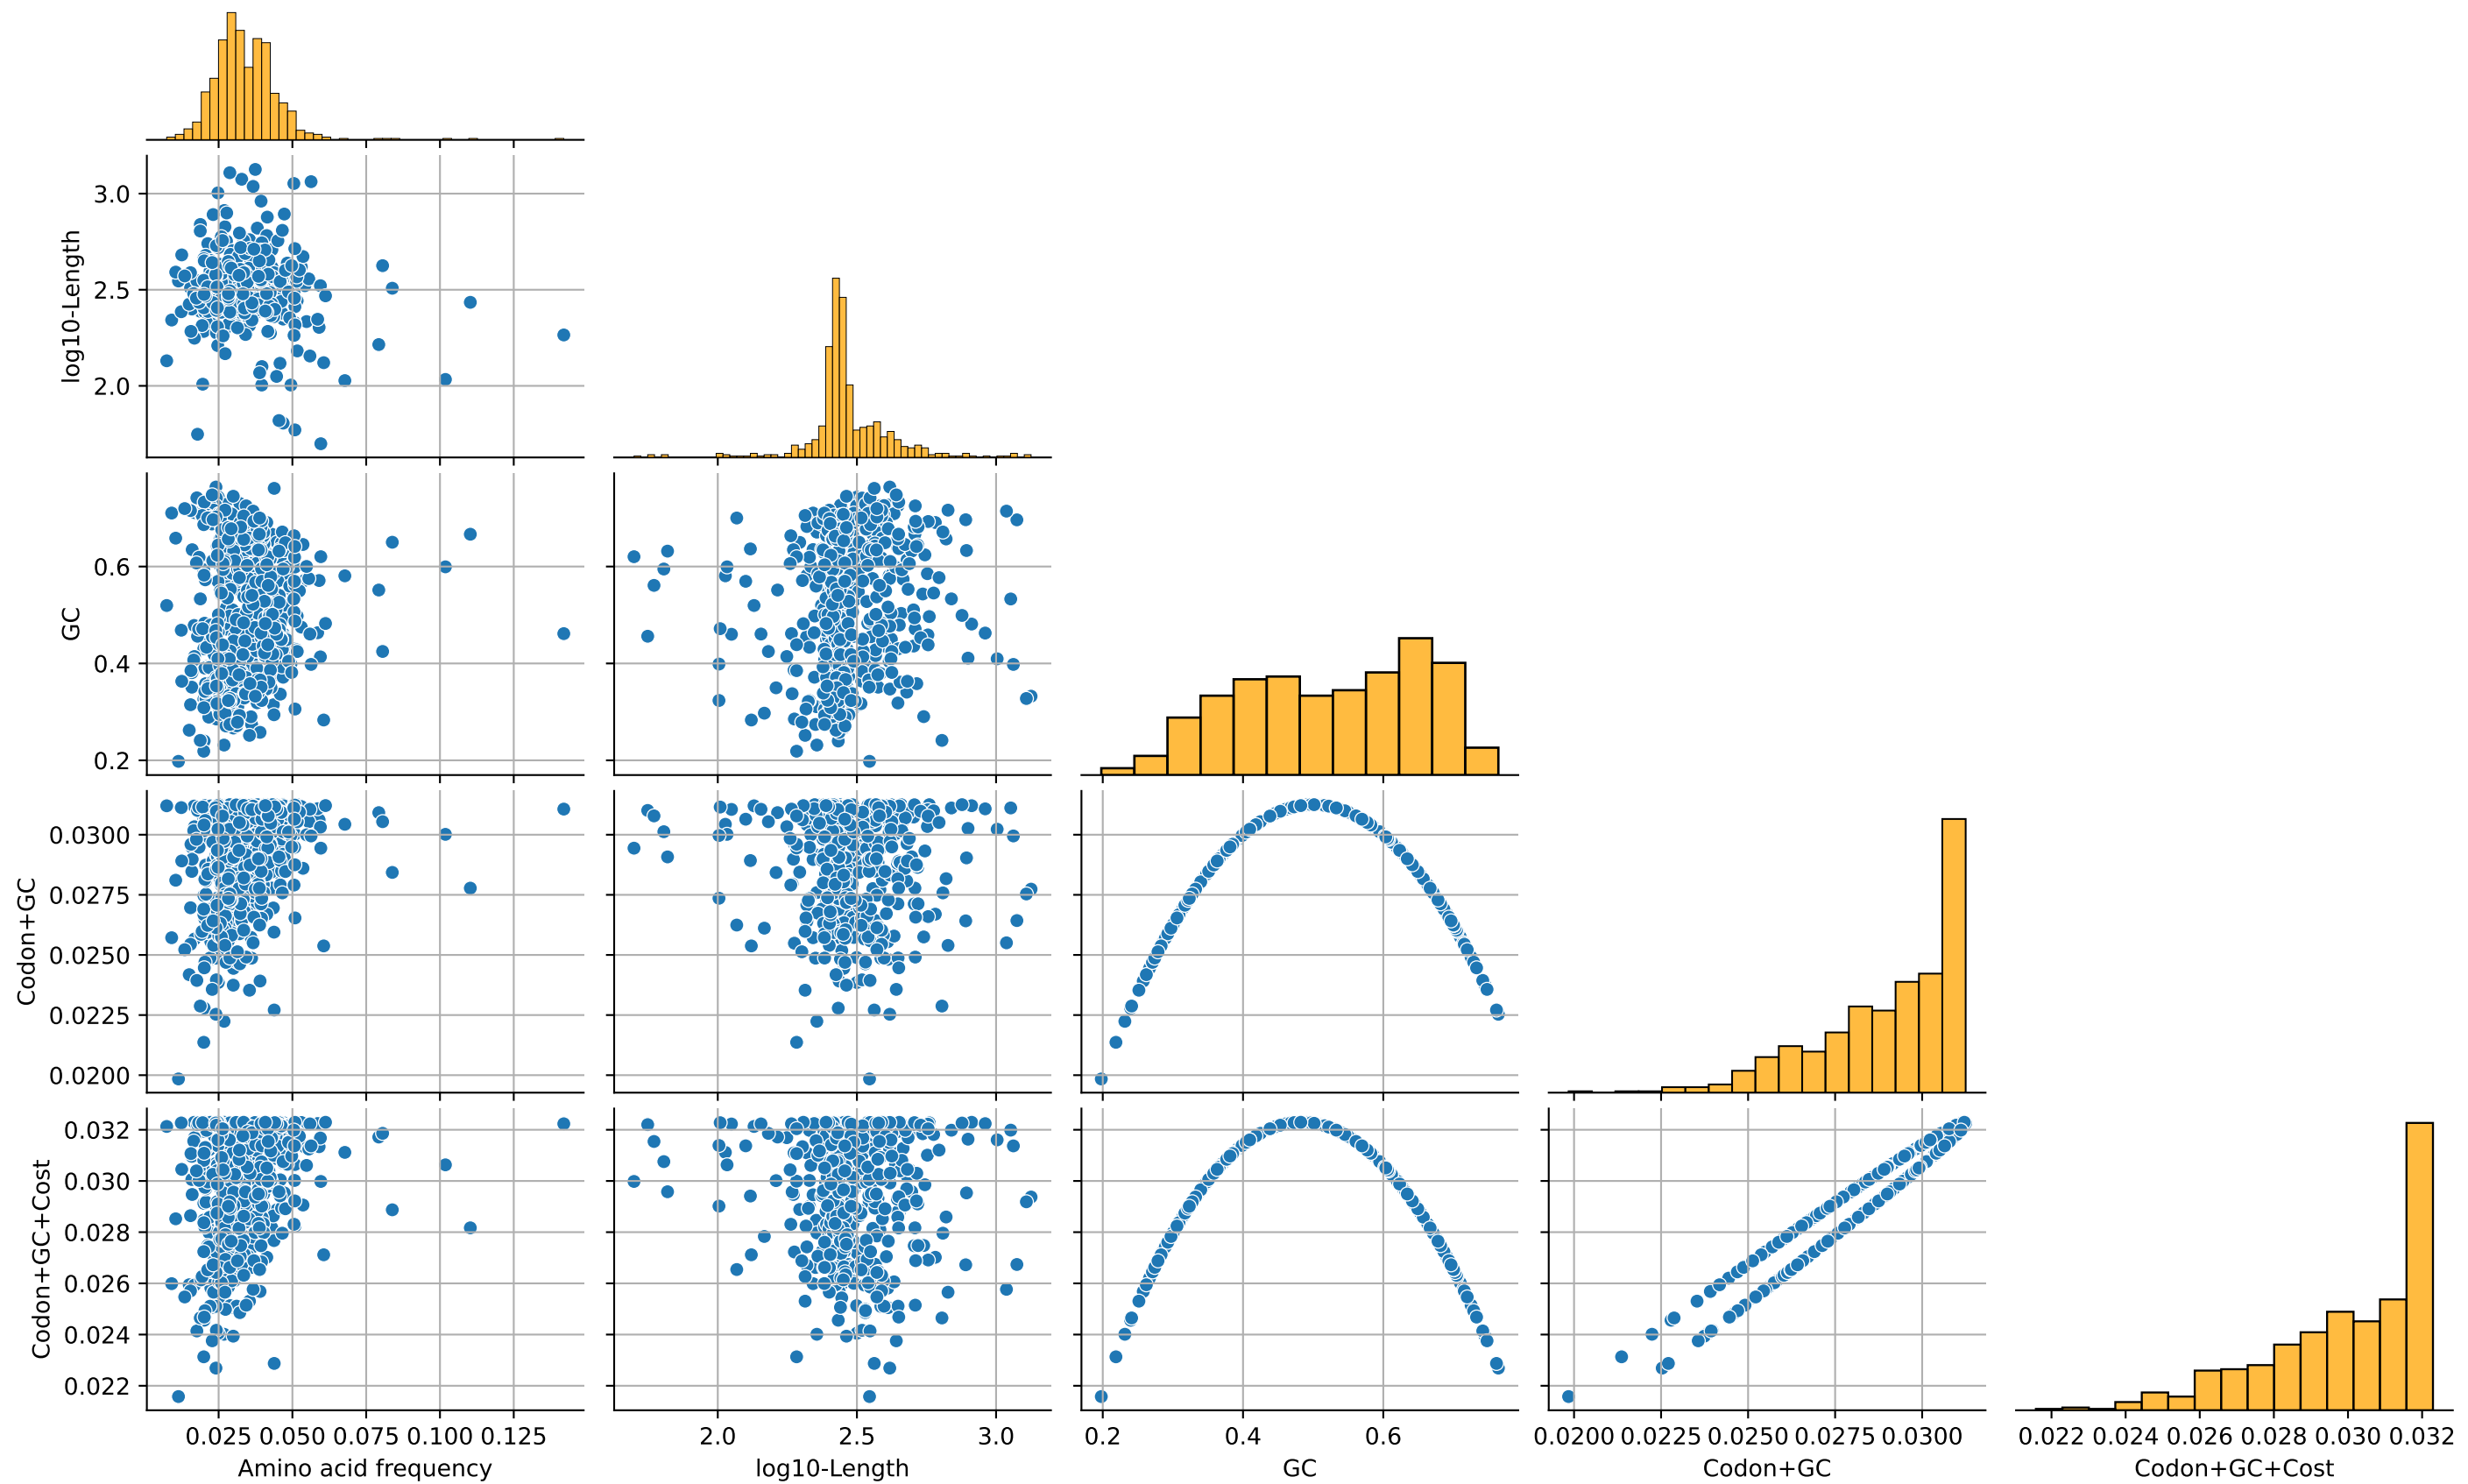 3.0
2.5
2.0
log10-Length
0.6
0.4
0.2
GC
0.0300
0.0275
0.0250
0.0225
0.0200
Codon+GC
0.032
0.030
0.028
0.026
0.024
0.022
Codon+GC+Cost
0.025 0.050 0.075 0.100 0.125
Amino acid frequency
2.0 2.5 3.0
log10-Length
0.2 0.4 0.6
GC
0.0200 0.0225 0.0250 0.0275 0.0300
Codon+GC
0.022 0.024 0.026 0.028 0.030 0.032
Codon+GC+Cost